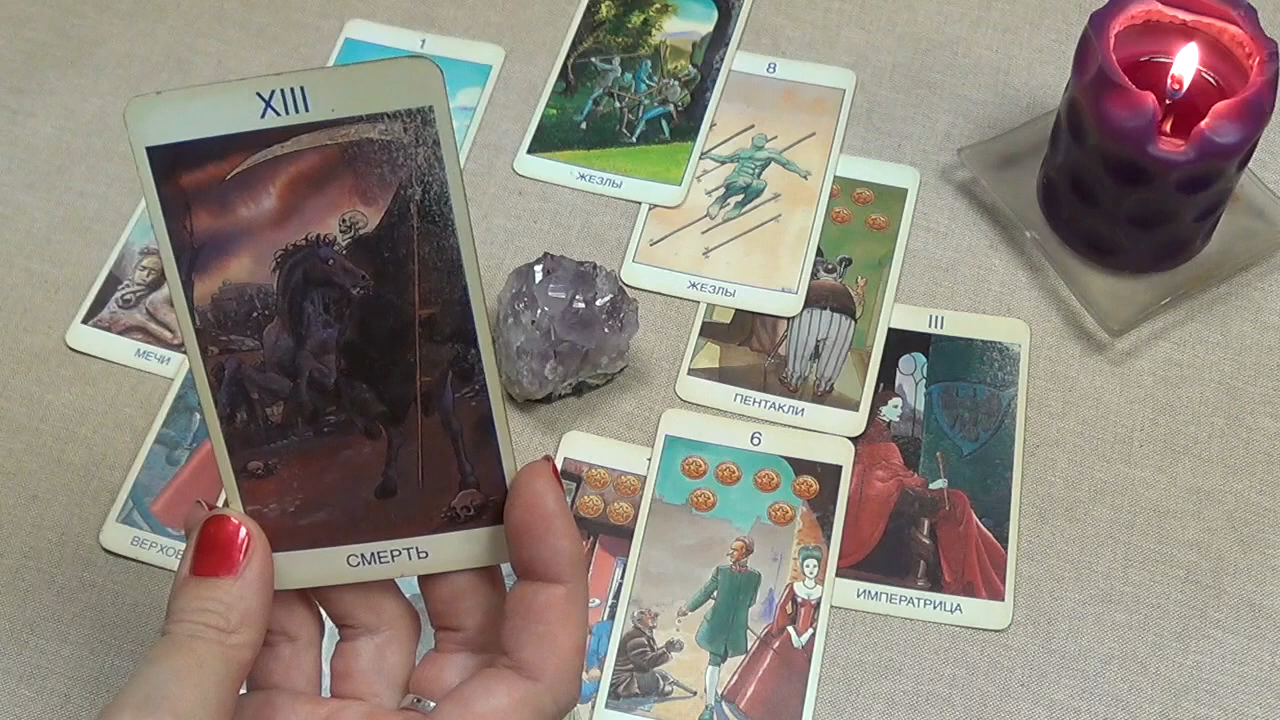 XIII
СМЕРТЬ
1
ЖЕЗЛЫ
8
ЖЕЗЛЫ
МЕЧИ
ПЕНТАКЛИ
III
ИМПЕРАТРИЦА
6
ВЕРХОВ